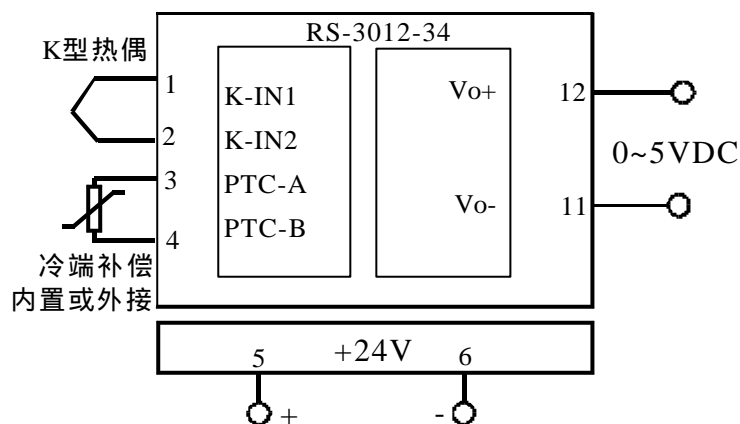 RS-3012-34
K型热偶
1
K-IN1
Vo+
12
2
K-IN2
0~5VDC
3
PTC-A
Vo-
11
4
PTC-B
冷端补偿
内置或外接
5
+24V
6
+
-